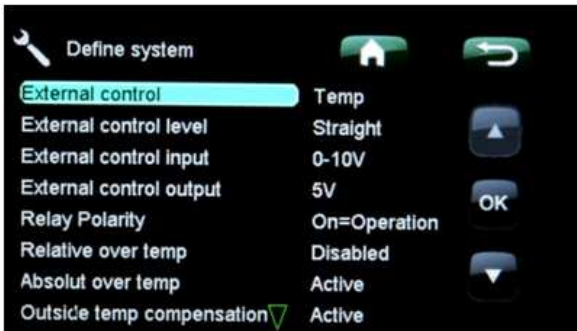 Define system
External control Temp
External control level Straight
External control input 0-10V
External control output 5V
OK
Relay Polarity On=Operation
Relative over temp Disabled
Absolut over temp Active
Outside temp compensation Active